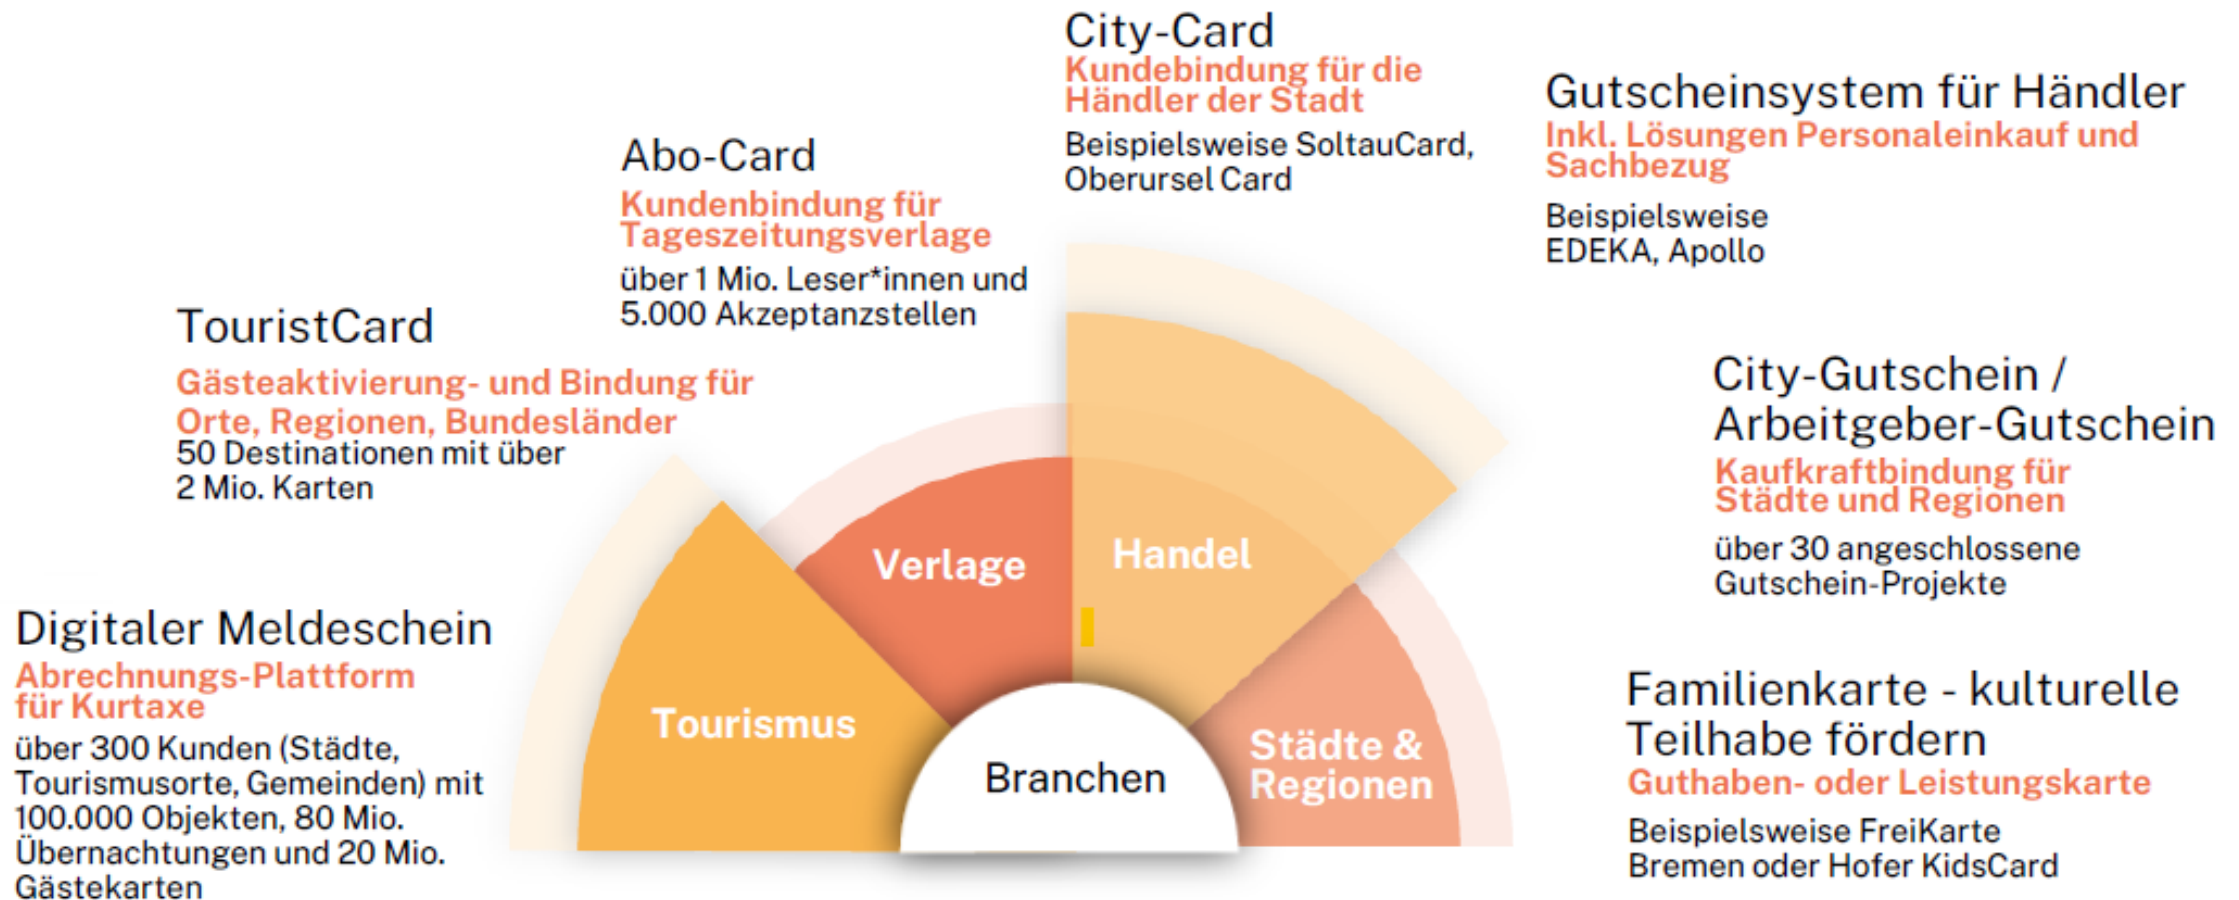 City-Card
Kundebindung für die
Händler der Stadt
Beispielsweise SoltauCard,
Oberursel Card
Gutscheinsystem für Händler
Inkl. Lösungen Personaleinkauf und
Sachbezug
Beispielsweise
EDEKA, Apollo
Abo-Card
Kundenbindung für
Tageszeitungsverlage
über 1 Mio. Leser*innen und
5.000 Akzeptanzstellen
TouristCard
Gästeaktivierung- und Bindung für
Orte, Regionen, Bundesländer
50 Destinationen mit über
2 Mio. Karten
City-Gutschein /
Arbeitgeber-Gutschein
Kaufkraftbindung für
Städte und Regionen
über 30 angeschlossene
Gutschein-Projekte
Digitaler Meldeschein
Abrechnungs-Plattform
für Kurtaxe
über 300 Kunden (Städte,
Tourismusorte, Gemeinden) mit
100.000 Objekten, 80 Mio.
Übernachtungen und 20 Mio.
Gästekarten
Tourismus
Verlage
Handel
Städte &
Regionen
Branchen
Familienkarte - kulturelle
Teilhabe fördern
Guthaben- oder Leistungskarte
Beispielsweise FreiKarte
Bremen oder Hofer KidsCard